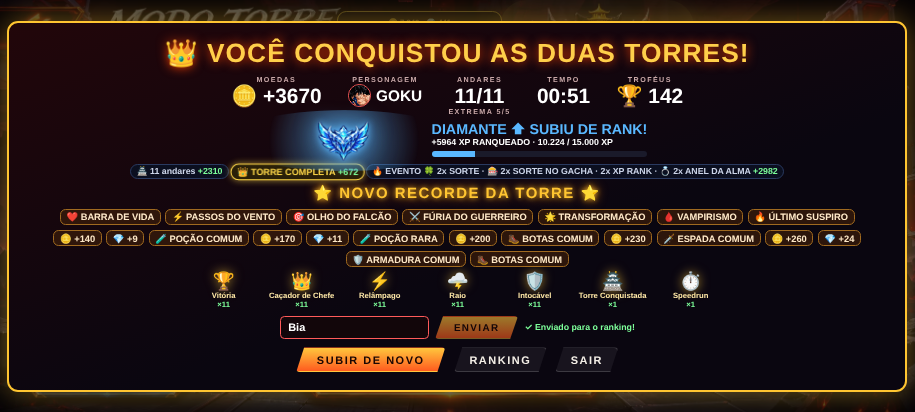 VOCÊ CONQUISTOU AS DUAS TORRES!
MOEDAS PERSONAGEM ANDARES TEMPO TROFÉUS
+3670 GOKU 11/11 00:51 142
EXTREMA 5/5
DIAMANTE SUBIU DE RANK!
+5964 XP RANQUEADO · 10.224 / 15.000 XP
11 andares +2310 TORRE COMPLETA +672 EVENTO 2x SORTE · 2x SORTE NO GACHA · 2x XP RANK · 2x ANEL DA ALMA +2982
NOVO RECORDE DA TORRE
BARRA DE VIDA PASSOS DO VENTO OLHO DO FALCÃO FÚRIA DO GUERREIRO TRANSFORMAÇÃO VAMPIRISMO ÚLTIMO SUSPIRO
+140 +9 POÇÃO COMUM +170 +11 POÇÃO RARA +200 BOTAS COMUM +230 ESPADA COMUM +260 +24
ARMADURA COMUM BOTAS COMUM
Vitória Caçador de Chefe Relâmpago Raio Intocável Torre Conquistada Speedrun
×11 ×11 ×11 ×11 ×11 ×1 ×1
Bia ENVIAR ✓ Enviado para o ranking!
SUBIR DE NOVO RANKING SAIR